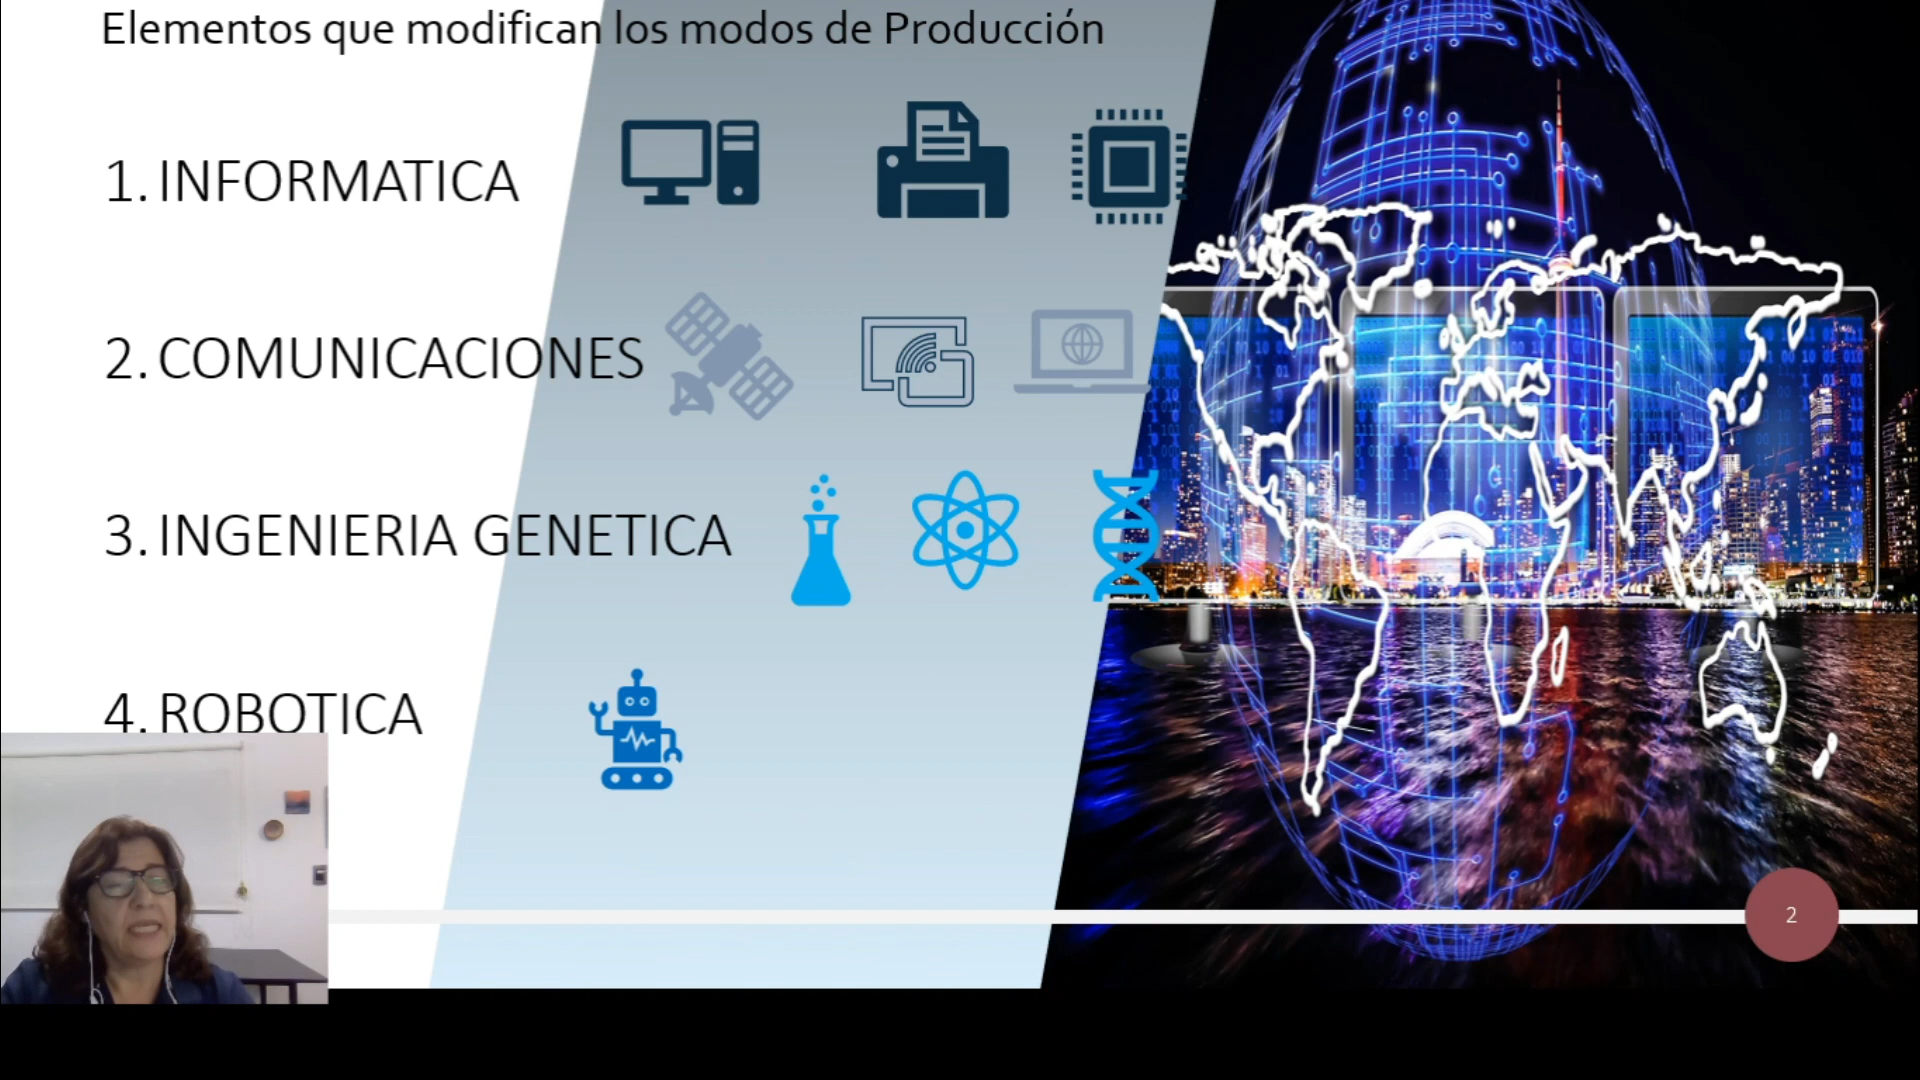 Elementos que modifican los modos de Producción
1. INFORMATICA
2. COMUNICACIONES
3. INGENIERIA GENETICA
4. ROBOTICA
2